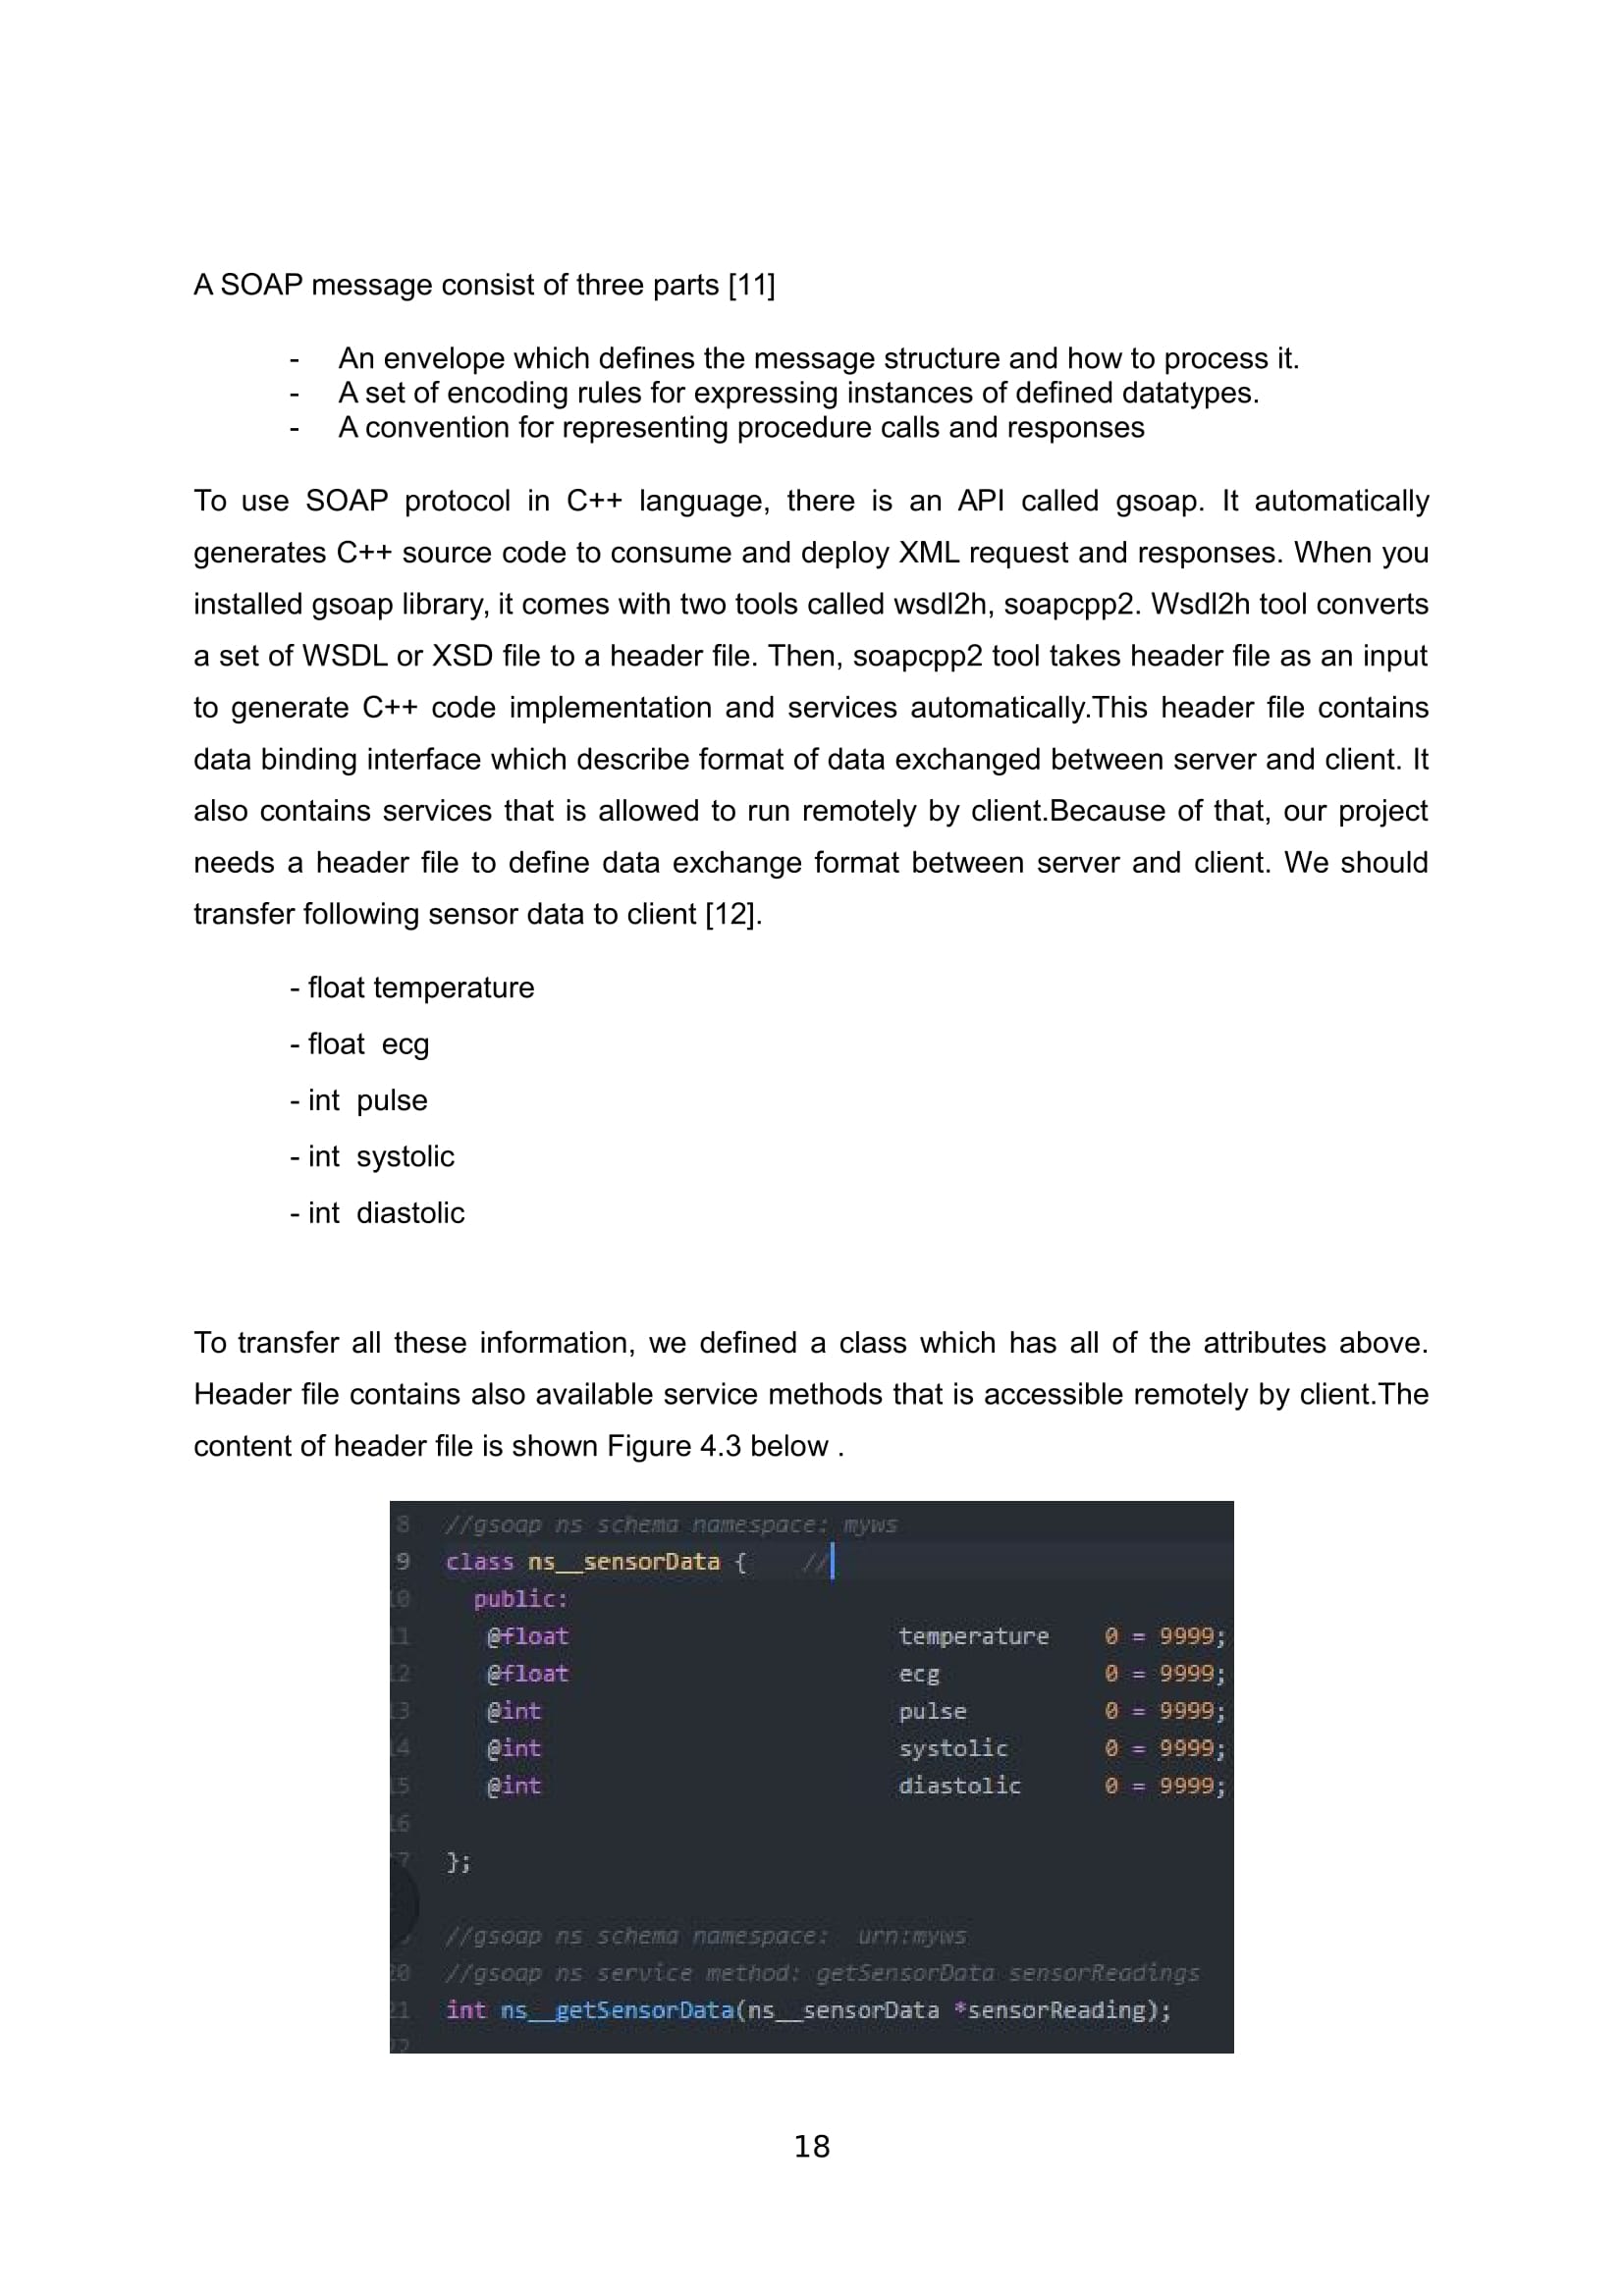 A SOAP message consist of three parts [11]
- An envelope which defines the message structure and how to process it.
- A set of encoding rules for expressing instances of defined datatypes.
- A convention for representing procedure calls and responses
To use SOAP protocol in C++ language, there is an API called gsoap. It automatically
generates C++ source code to consume and deploy XML request and responses. When you
installed gsoap library, it comes with two tools called wsdl2h, soapcpp2. Wsdl2h tool converts
a set of WSDL or XSD file to a header file. Then, soapcpp2 tool takes header file as an input
to generate C++ code implementation and services automatically.This header file contains
data binding interface which describe format of data exchanged between server and client. It
also contains services that is allowed to run remotely by client.Because of that, our project
needs a header file to define data exchange format between server and client. We should
transfer following sensor data to client [12].
- float temperature
- float  ecg
- int  pulse
- int  systolic
- int  diastolic
To transfer all these information, we defined a class which has all of the attributes above.
Header file contains also available service methods that is accessible remotely by client.The
content of header file is shown Figure 4.3 below .
8 //gsoap ns schema namespace: myws
9 class ns__sensorData {    //
0 public:
11 @float temperature 0 = 9999;
12 @float ecg 0 = 9999;
13 @int pulse 0 = 9999;
14 @int systolic 0 = 9999;
15 @int diastolic 0 = 9999;
16
7 };
//gsoap ns schema namespace:  urn:myws
20 //gsoap ns service method: getSensorData sensorReadings
21 int ns__getSensorData(ns__sensorData *sensorReading);
22
18